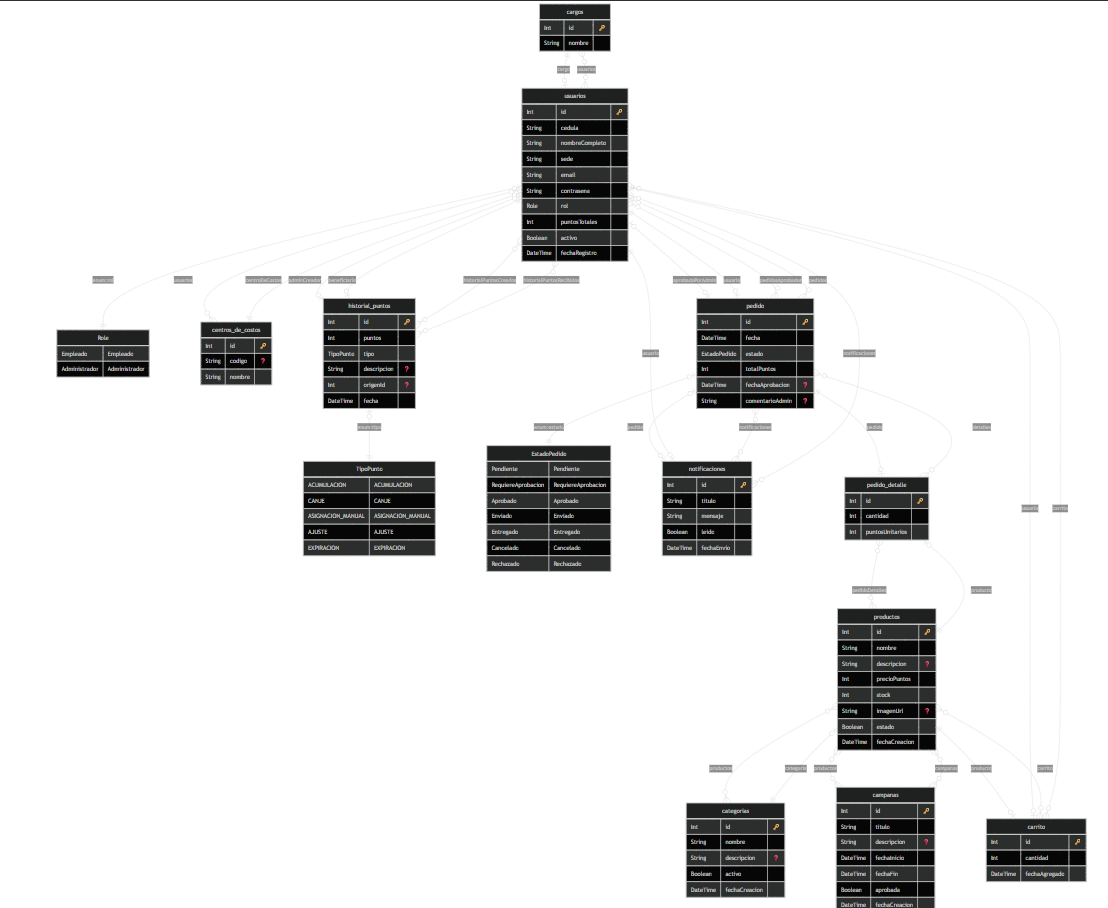 cargos
Int id
String nombre
cargo usuarios
usuarios
Int id
String cedula
String nombreCompleto
String sede
String email
String contrasena
Role rol
Int puntosTotales
Boolean activo
DateTime fechaRegistro
enum:rol usuarios centroDeCostos adminCreador beneficiario historialPuntosCreados historialPuntosRecibidos aprobadoPorAdmin usuario pedidosAprobados pedidos
Role
Empleado Empleado
Administrador Administrador
centros_de_costos
Int id
String codigo ?
String nombre
historial_puntos
Int id
Int puntos
TipoPunto tipo
String descripcion ?
Int origenId ?
DateTime fecha
pedido
Int id
DateTime fecha
EstadoPedido estado
Int totalPuntos
DateTime fechaAprobacion ?
String comentarioAdmin ?
usuario notificaciones
enum:tipo enum:estado pedido notificaciones pedido detalles
TipoPunto
ACUMULACION ACUMULACION
CANJE CANJE
ASIGNACION_MANUAL ASIGNACION_MANUAL
AJUSTE AJUSTE
EXPIRACION EXPIRACION
EstadoPedido
Pendiente Pendiente
RequiereAprobacion RequiereAprobacion
Aprobado Aprobado
Enviado Enviado
Entregado Entregado
Cancelado Cancelado
Rechazado Rechazado
notificaciones
Int id
String titulo
String mensaje
Boolean leido
DateTime fechaEnvio
pedido_detalle
Int id
Int cantidad
Int puntosUnitarios
usuario carrito
pedidoDetalles producto
productos
Int id
String nombre
String descripcion ?
Int precioPuntos
Int stock
String imagenUrl ?
Boolean estado
DateTime fechaCreacion
productos categoria productos campanas producto carrito
categorias
Int id
String nombre
String descripcion ?
Boolean activo
DateTime fechaCreacion
campanas
Int id
String titulo
String descripcion ?
DateTime fechaInicio
DateTime fechaFin
Boolean aprobada
DateTime fechaCreacion
carrito
Int id
Int cantidad
DateTime fechaAgregado